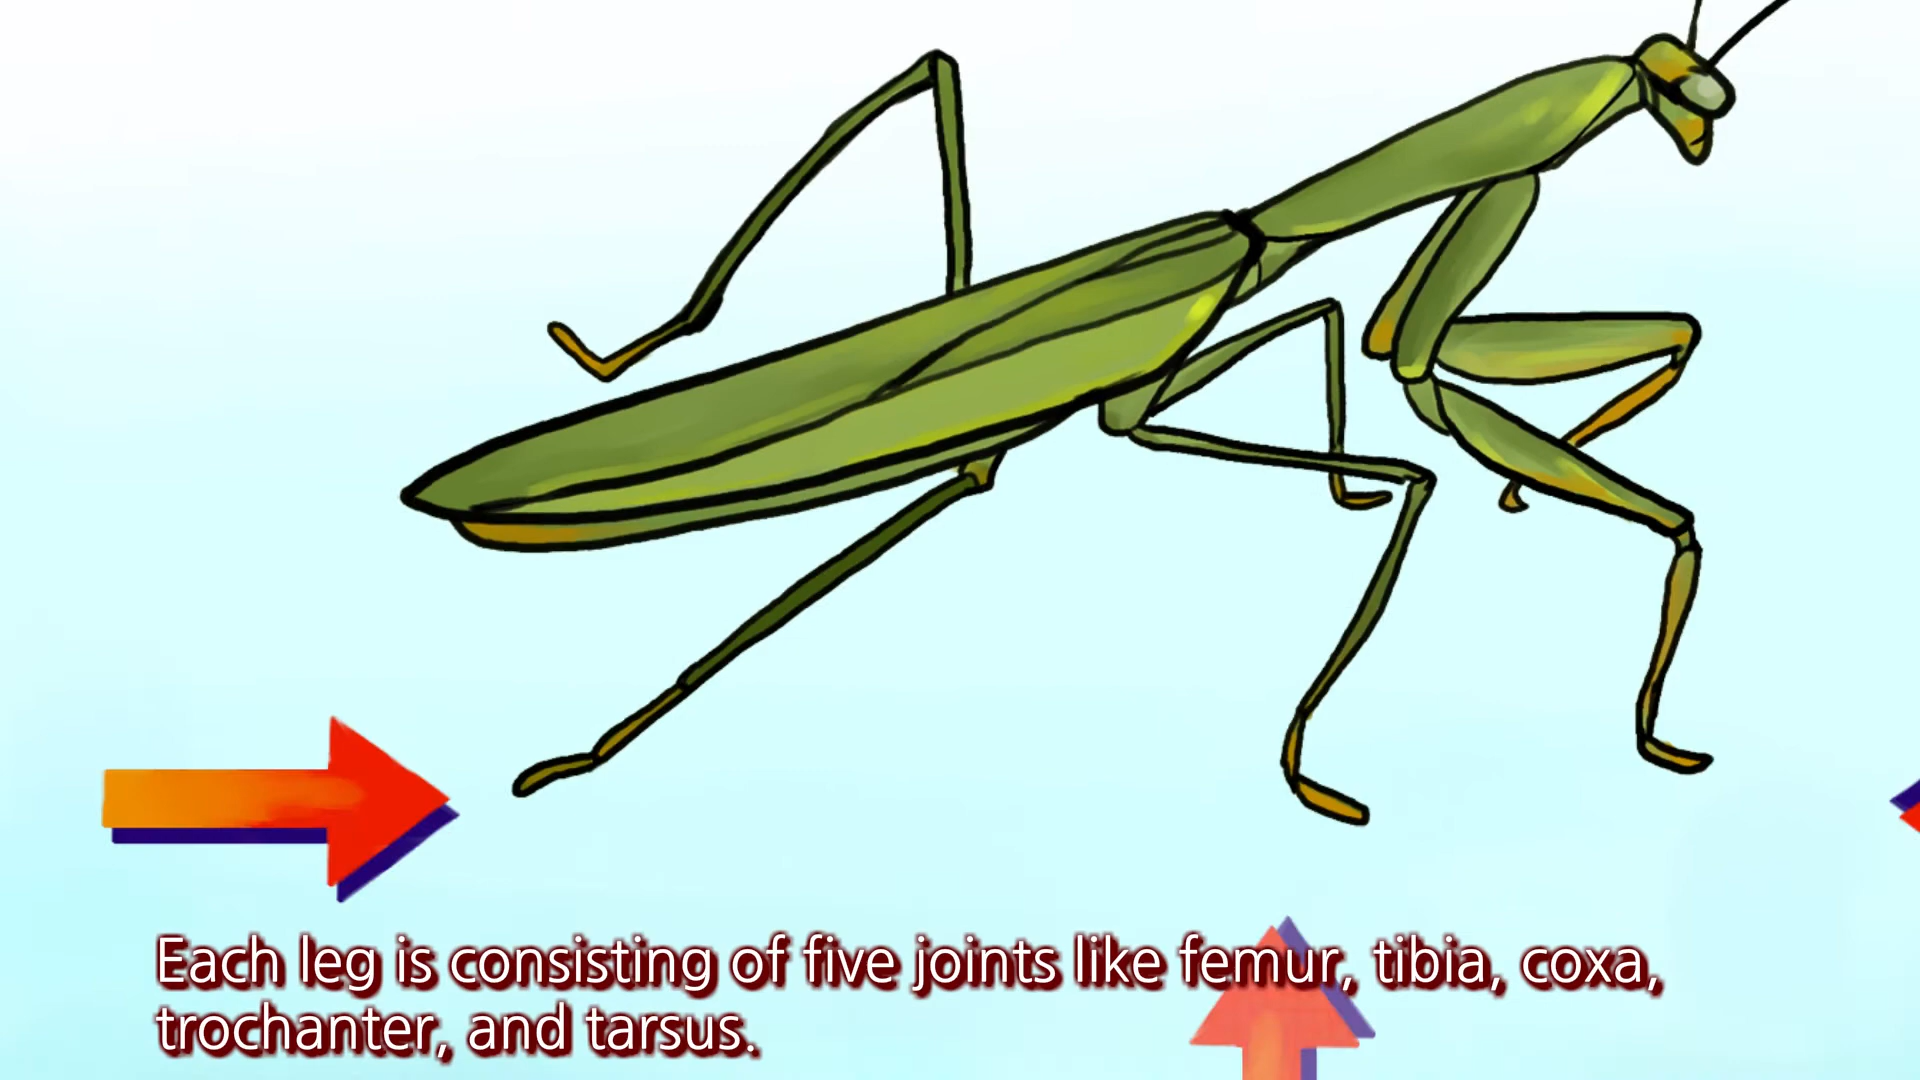 Each leg is consisting of five joints like femur, tibia, coxa,
trochanter, and tarsus.